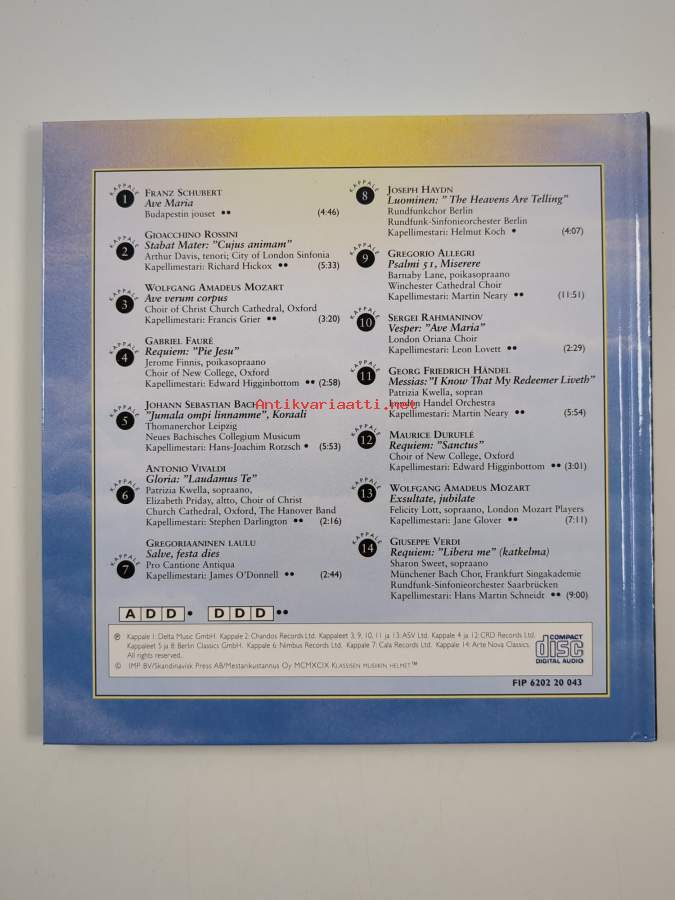 KAPPALE
1
FRANZ SCHUBERT
Ave Maria
Budapestin jouset •• (4:46)
KAPPALE
2
GIOACCHINO ROSSINI
Stabat Mater: "Cujus animam"
Arthur Davis, tenori; City of London Sinfonia
Kapellimestari: Richard Hickox •• (5:33)
KAPPALE
3
WOLFGANG AMADEUS MOZART
Ave verum corpus
Choir of Christ Church Cathedral, Oxford
Kapellimestari: Francis Grier •• (3:20)
KAPPALE
4
GABRIEL FAURÉ
Requiem: "Pie Jesu"
Jerome Finnis, poikasopraano
Choir of New College, Oxford
Kapellimestari: Edward Higginbottom •• (2:58)
KAPPALE
5
JOHANN SEBASTIAN BACH
"Jumala ompi linnamme", Koraali
Thomanerchor Leipzig
Neues Bachisches Collegium Musicum
Kapellimestari: Hans-Joachim Rotzsch • (5:53)
KAPPALE
6
ANTONIO VIVALDI
Gloria: "Laudamus Te"
Patrizia Kwella, sopraano,
Elizabeth Priday, altto, Choir of Christ
Church Cathedral, Oxford, The Hanover Band
Kapellimestari: Stephen Darlington •• (2:16)
KAPPALE
7
GREGORIAANINEN LAULU
Salve, festa dies
Pro Cantione Antiqua
Kapellimestari: James O'Donnell •• (2:44)
KAPPALE
8
JOSEPH HAYDN
Luominen: "The Heavens Are Telling"
Rundfunkchor Berlin
Rundfunk-Sinfonieorchester Berlin
Kapellimestari: Helmut Koch • (4:07)
KAPPALE
9
GREGORIO ALLEGRI
Psalmi 51, Miserere
Barnaby Lane, poikasopraano
Winchester Cathedral Choir
Kapellimestari: Martin Neary •• (11:51)
KAPPALE
10
SERGEI RAHMANINOV
Vesper: "Ave Maria"
London Oriana Choir
Kapellimestari: Leon Lovett •• (2:29)
KAPPALE
11
GEORG FRIEDRICH HÄNDEL
Messias: "I Know That My Redeemer Liveth"
Patrizia Kwella, sopran
London Handel Orchestra
Kapellimestari: Martin Neary •• (5:54)
KAPPALE
12
MAURICE DURUFLÉ
Requiem: "Sanctus"
Choir of New College, Oxford
Kapellimestari: Edward Higginbottom •• (3:01)
KAPPALE
13
WOLFGANG AMADEUS MOZART
Exsultate, jubilate
Felicity Lott, sopraano, London Mozart Players
Kapellimestari: Jane Glover •• (7:11)
KAPPALE
14
GIUSEPPE VERDI
Requiem: "Libera me" (katkelma)
Sharon Sweet, sopraano
Münchener Bach Chor, Frankfurt Singakademie
Rundfunk-Sinfonieorchester Saarbrücken
Kapellimestari: Hans Martin Schneidt •• (9:00)
Antikvariaatti.net
A D D • D D D ••
℗ Kappale 1: Delta Music GmbH. Kappale 2: Chandos Records Ltd. Kappaleet 3, 9, 10, 11 ja 13: ASV Ltd. Kappale 4 ja 12: CRD Records Ltd.
Kappaleet 5 ja 8: Berlin Classics GmbH. Kappale 6: Nimbus Records Ltd. Kappale 7: Cala Records Ltd. Kappale 14: Arte Nova Classics.
All rights reserved.
© IMP BV/Skandinavisk Press AB/Mestarikustannus Oy MCMXCIX KLASSISEN MUSIIKIN HELMET™
COMPACT
disc
DIGITAL AUDIO
FIP 6202 20 043